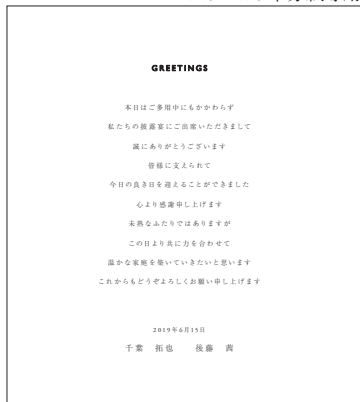 GREETINGS
本日はご多用中にもかかわらず
私たちの披露宴にご出席いただきまして
誠にありがとうございます
皆様に支えられて
今日の良き日を迎えることができました
心より感謝申し上げます
未熟なふたりではありますが
この日より共に力を合わせて
温かな家庭を築いていきたいと思います
これからもどうぞよろしくお願い申し上げます
2019年6月15日
千葉 拓也 後藤 茜